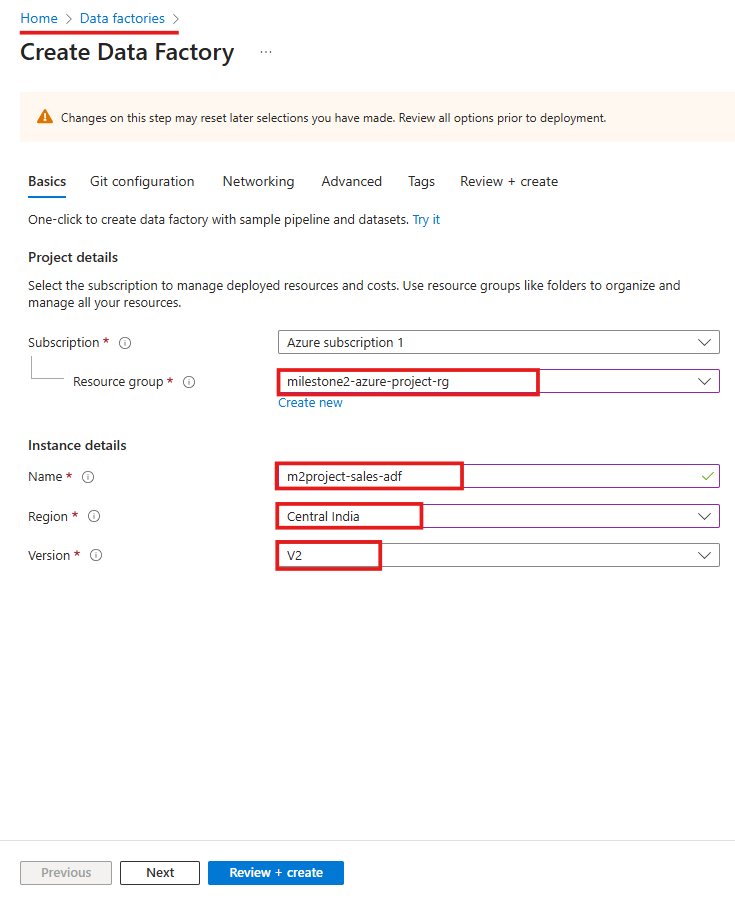 Home > Data factories >
Create Data Factory ...
Changes on this step may reset later selections you have made. Review all options prior to deployment.
Basics Git configuration Networking Advanced Tags Review + create
One-click to create data factory with sample pipeline and datasets. Try it
Project details
Select the subscription to manage deployed resources and costs. Use resource groups like folders to organize and
manage all your resources.
Subscription * Azure subscription 1
Resource group * milestone2-azure-project-rg
Create new
Instance details
Name * m2project-sales-adf
Region * Central India
Version * V2
Previous Next Review + create